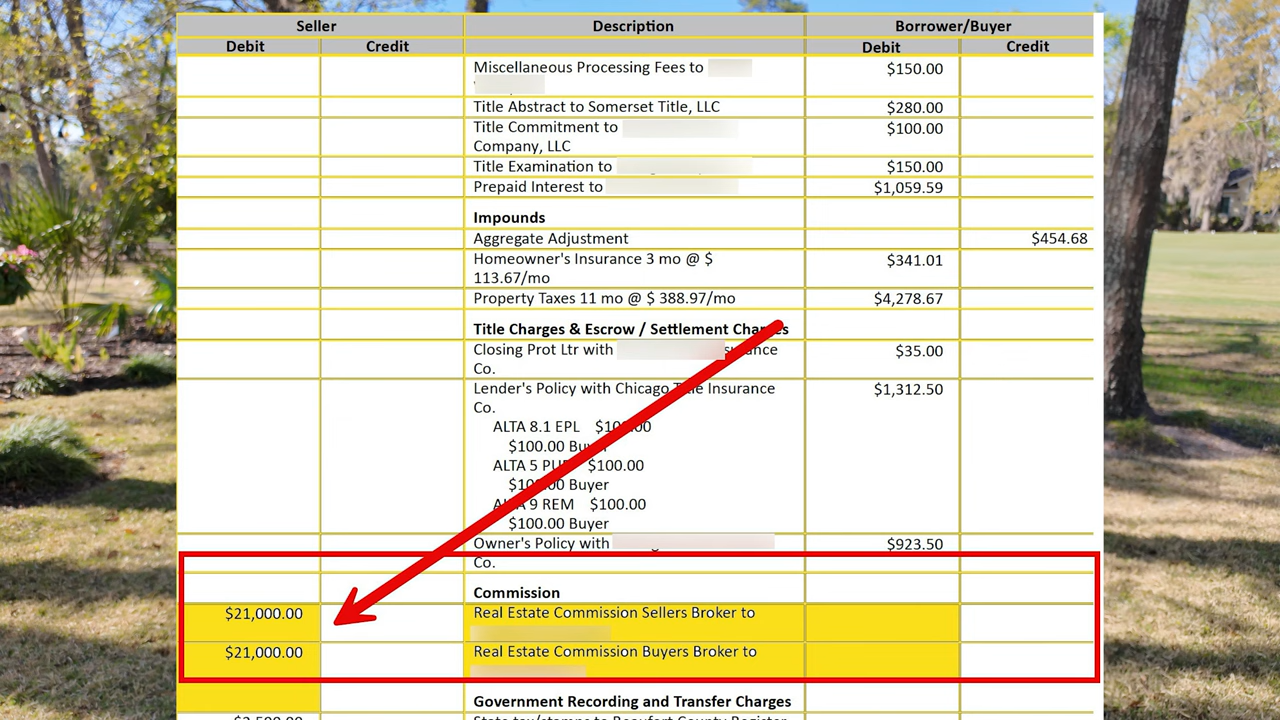 Seller Description Borrower/Buyer
Debit Credit Debit Credit
Miscellaneous Processing Fees to $150.00
Title Abstract to Somerset Title, LLC $280.00
Title Commitment to $100.00
Company, LLC
Title Examination to $150.00
Prepaid Interest to $1,059.59
Impounds
Aggregate Adjustment $454.68
Homeowner's Insurance 3 mo @ $ $341.01
113.67/mo
Property Taxes 11 mo @ $ 388.97/mo $4,278.67
Title Charges & Escrow / Settlement Charges
Closing Prot Ltr with $35.00
Co.
Lender's Policy with Chicago Title Insurance $1,312.50
Co.
ALTA 8.1 EPL $100.00
$100.00 Buyer
ALTA 5 $100.00
$100.00 Buyer
ALTA 9 REM $100.00
$100.00 Buyer
Owner's Policy with $923.50
Co.
Commission
$21,000.00 Real Estate Commission Sellers Broker to
$21,000.00 Real Estate Commission Buyers Broker to
Government Recording and Transfer Charges